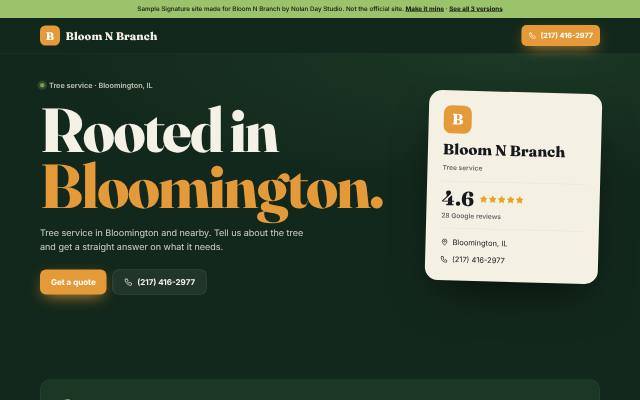 Sample Signature site made for Bloom N Branch by Nolan Day Studio. Not the official site. Make it mine · See all 3 versions
B Bloom N Branch
(217) 416-2977
Tree service · Bloomington, IL
Rooted in
Bloomington.
Tree service in Bloomington and nearby. Tell us about the tree
and get a straight answer on what it needs.
Get a quote
(217) 416-2977
B
Bloom N Branch
Tree service
4.6
28 Google reviews
Bloomington, IL
(217) 416-2977